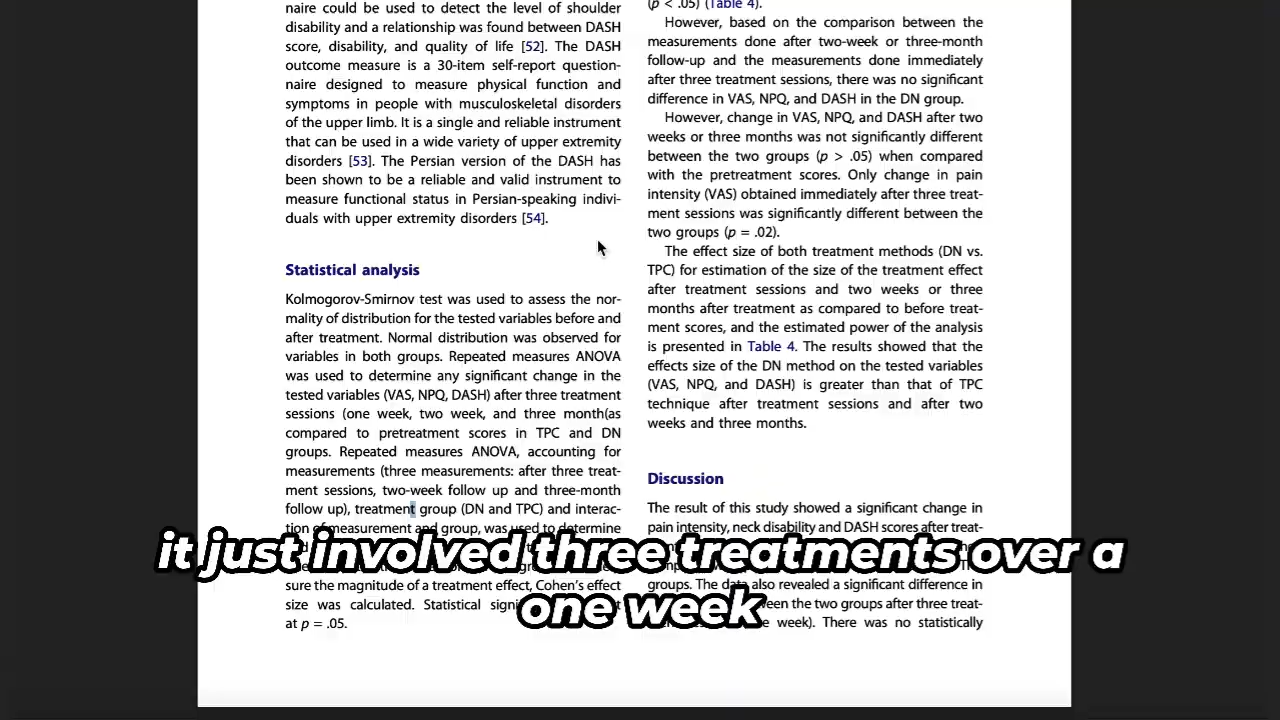 naire could be used to detect the level of shoulder
disability and a relationship was found between DASH
score, disability, and quality of life [52]. The DASH
outcome measure is a 30-item self-report question-
naire designed to measure physical function and
symptoms in people with musculoskeletal disorders
of the upper limb. It is a single and reliable instrument
that can be used in a wide variety of upper extremity
disorders [53]. The Persian version of the DASH has
been shown to be a reliable and valid instrument to
measure functional status in Persian-speaking indivi-
duals with upper extremity disorders [54].
Statistical analysis
Kolmogorov-Smirnov test was used to assess the nor-
mality of distribution for the tested variables before and
after treatment. Normal distribution was observed for
variables in both groups. Repeated measures ANOVA
was used to determine any significant change in the
tested variables (VAS, NPQ, DASH) after three treatment
sessions (one week, two week, and three month(as
compared to pretreatment scores in TPC and DN
groups. Repeated measures ANOVA, accounting for
measurements (three measurements: after three treat-
ment sessions, two-week follow up and three-month
follow up), treatment group (DN and TPC) and interac-
tion of measurement and group, was used to determine
sure the magnitude of a treatment effect, Cohen's effect
size was calculated. Statistical
at p = .05.
(p < .05) (Table 4).
However, based on the comparison between the
measurements done after two-week or three-month
follow-up and the measurements done immediately
after three treatment sessions, there was no significant
difference in VAS, NPQ, and DASH in the DN group.
However, change in VAS, NPQ, and DASH after two
weeks or three months was not significantly different
between the two groups (p > .05) when compared
with the pretreatment scores. Only change in pain
intensity (VAS) obtained immediately after three treat-
ment sessions was significantly different between the
two groups (p = .02).
The effect size of both treatment methods (DN vs.
TPC) for estimation of the size of the treatment effect
after treatment sessions and two weeks or three
months after treatment as compared to before treat-
ment scores, and the estimated power of the analysis
is presented in Table 4. The results showed that the
effects size of the DN method on the tested variables
(VAS, NPQ, and DASH) is greater than that of TPC
technique after treatment sessions and after two
weeks and three months.
Discussion
The result of this study showed a significant change in
pain intensity, neck disability and DASH scores after treat-
groups. The data also revealed a significant difference in
the two groups after three treat-
week). There was no statistically
it just involved three treatments over a
one week